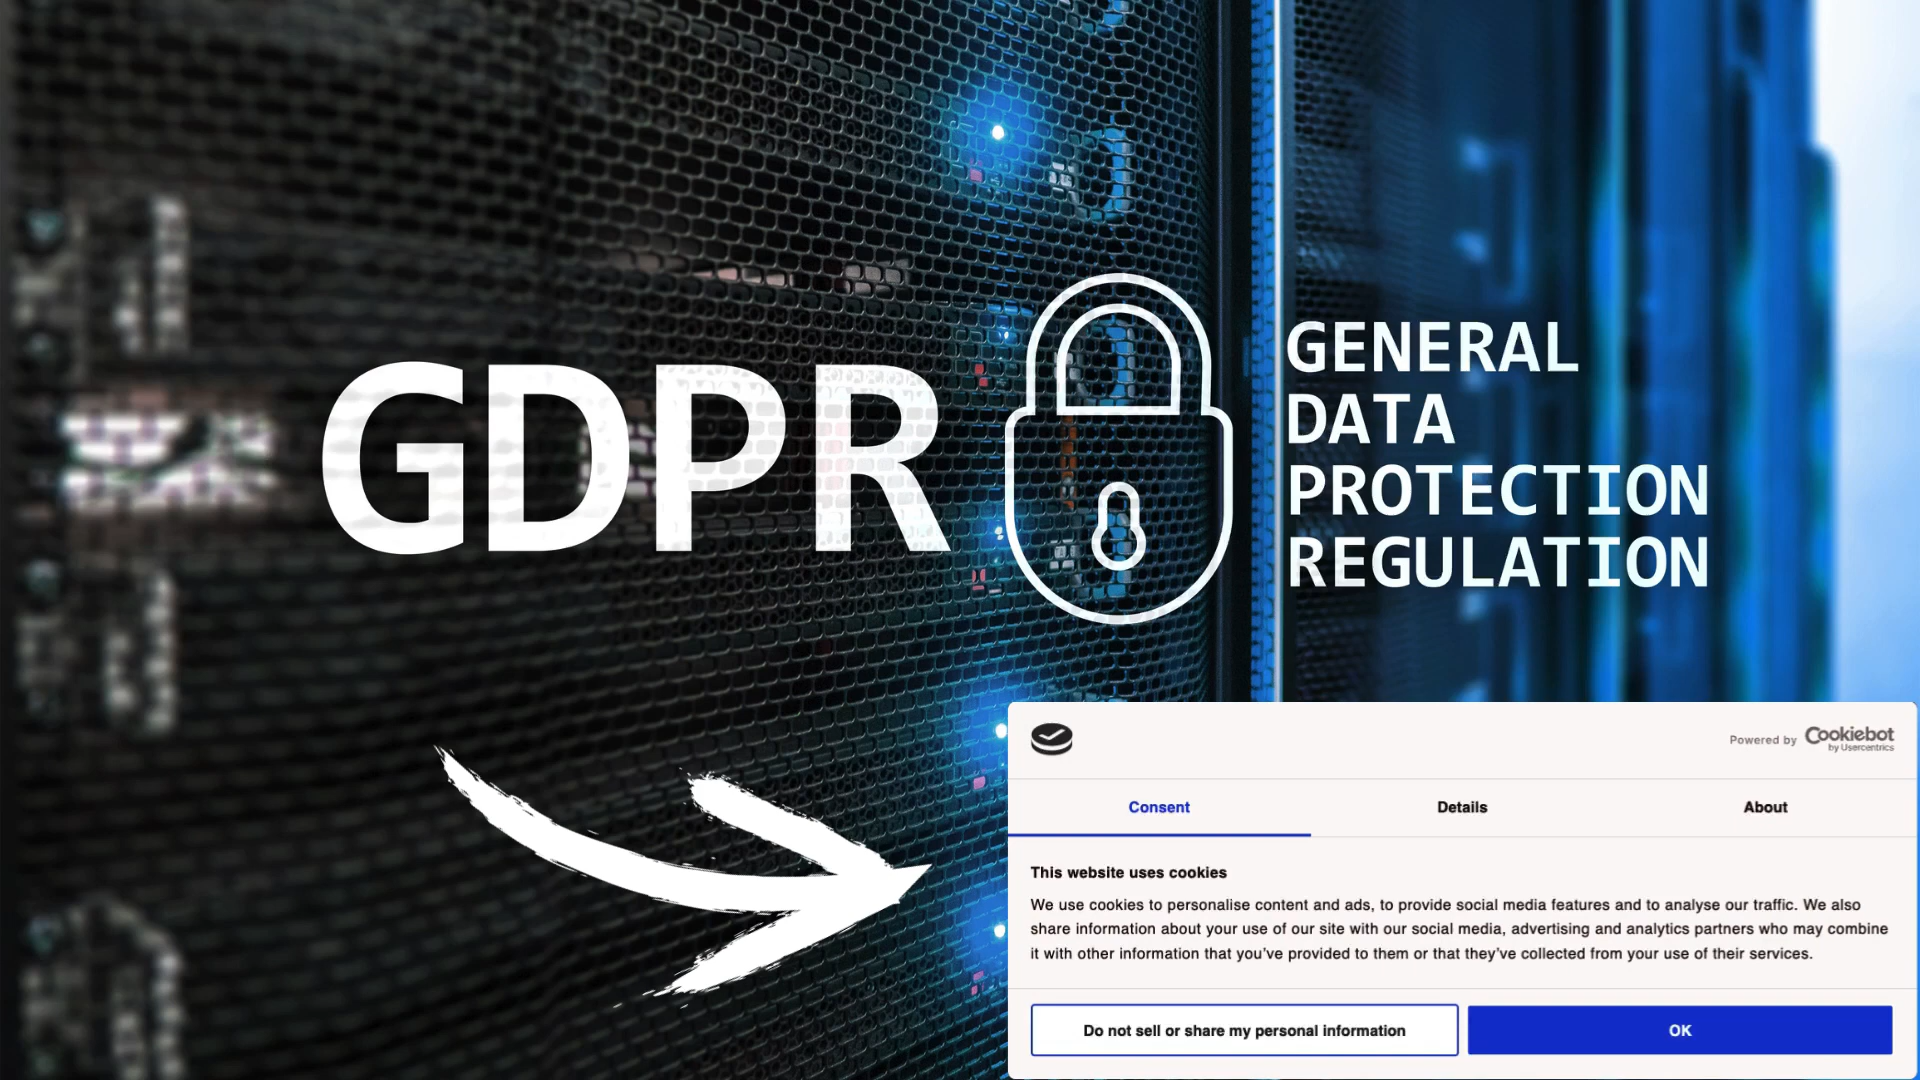 GDPR
GENERAL
DATA
PROTECTION
REGULATION
Powered by Cookiebot
by Usercentrics
Consent Details About
This website uses cookies
We use cookies to personalise content and ads, to provide social media features and to analyse our traffic. We also
share information about your use of our site with our social media, advertising and analytics partners who may combine
it with other information that you've provided to them or that they've collected from your use of their services.
Do not sell or share my personal information OK